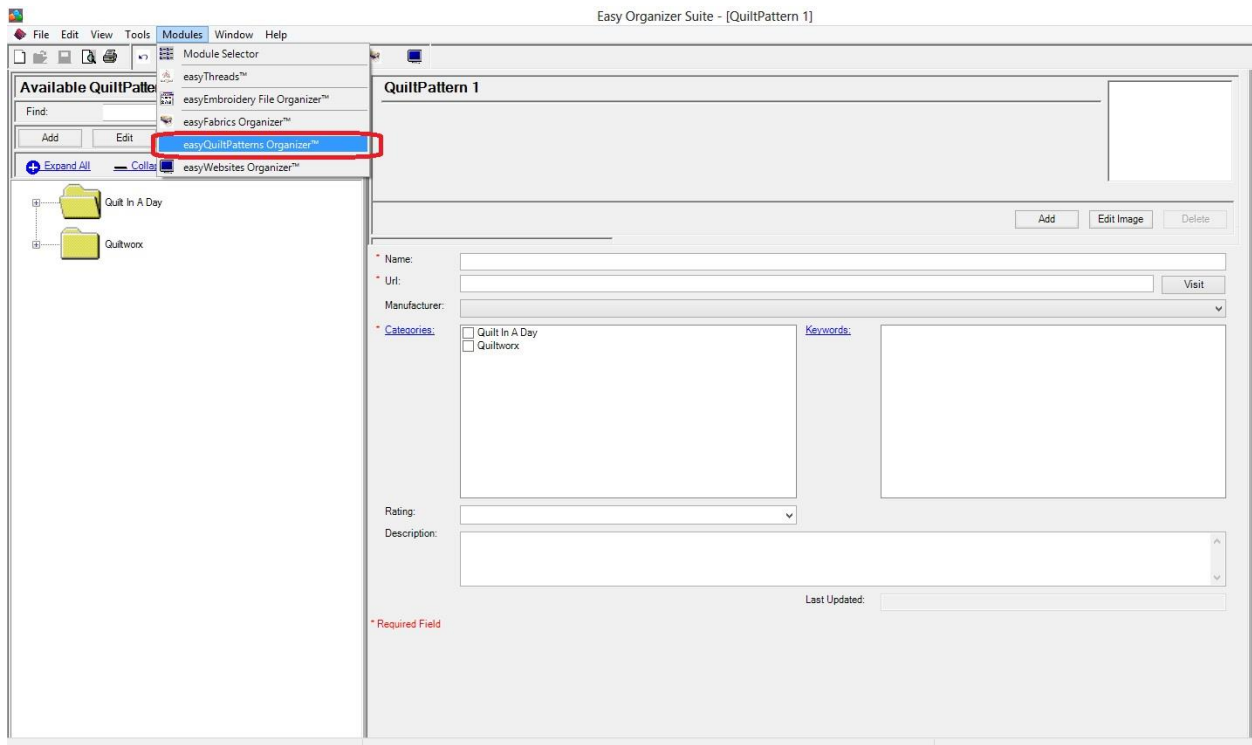 Easy Organizer Suite - [QuiltPattern 1]
File Edit View Tools Modules Window Help
Module Selector
easyThreads™
easyEmbroidery File Organizer™
easyFabrics Organizer™
easyQuiltPatterns Organizer™
easyWebsites Organizer™
Available QuiltPatte
Find:
Add Edit
Expand All Colla
Quilt In A Day
Quiltworx
QuiltPattern 1
Add Edit Image Delete
* Name:
* Url: Visit
Manufacturer:
* Categories: Quilt In A Day Keywords:
Quiltworx
Rating:
Description:
Last Updated:
* Required Field